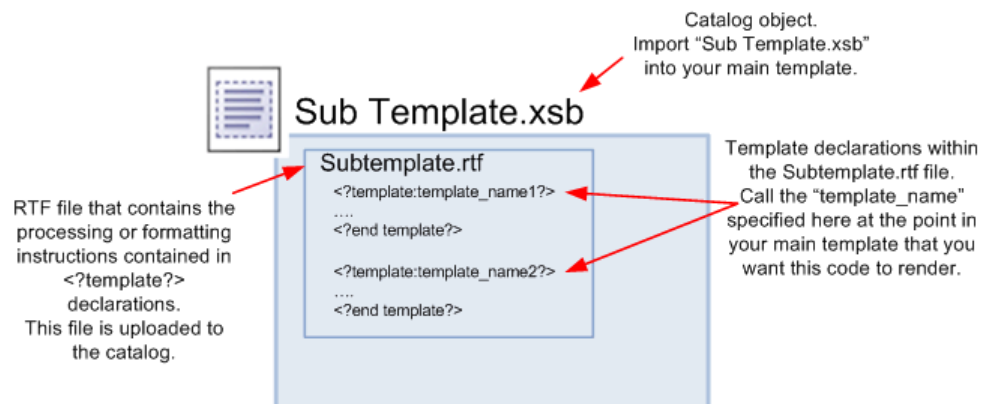 Catalog object.
Import “Sub Template.xsb”
into your main template.
Sub Template.xsb
Subtemplate.rtf
<?template:template_name1?>
....
<?end template?>
<?template:template_name2?>
....
<?end template?>
RTF file that contains the
processing or formatting
instructions contained in
<?template?>
declarations.
This file is uploaded to
the catalog.
Template declarations within
the Subtemplate.rtf file.
Call the “template_name”
specified here at the point in
your main template that you
want this code to render.